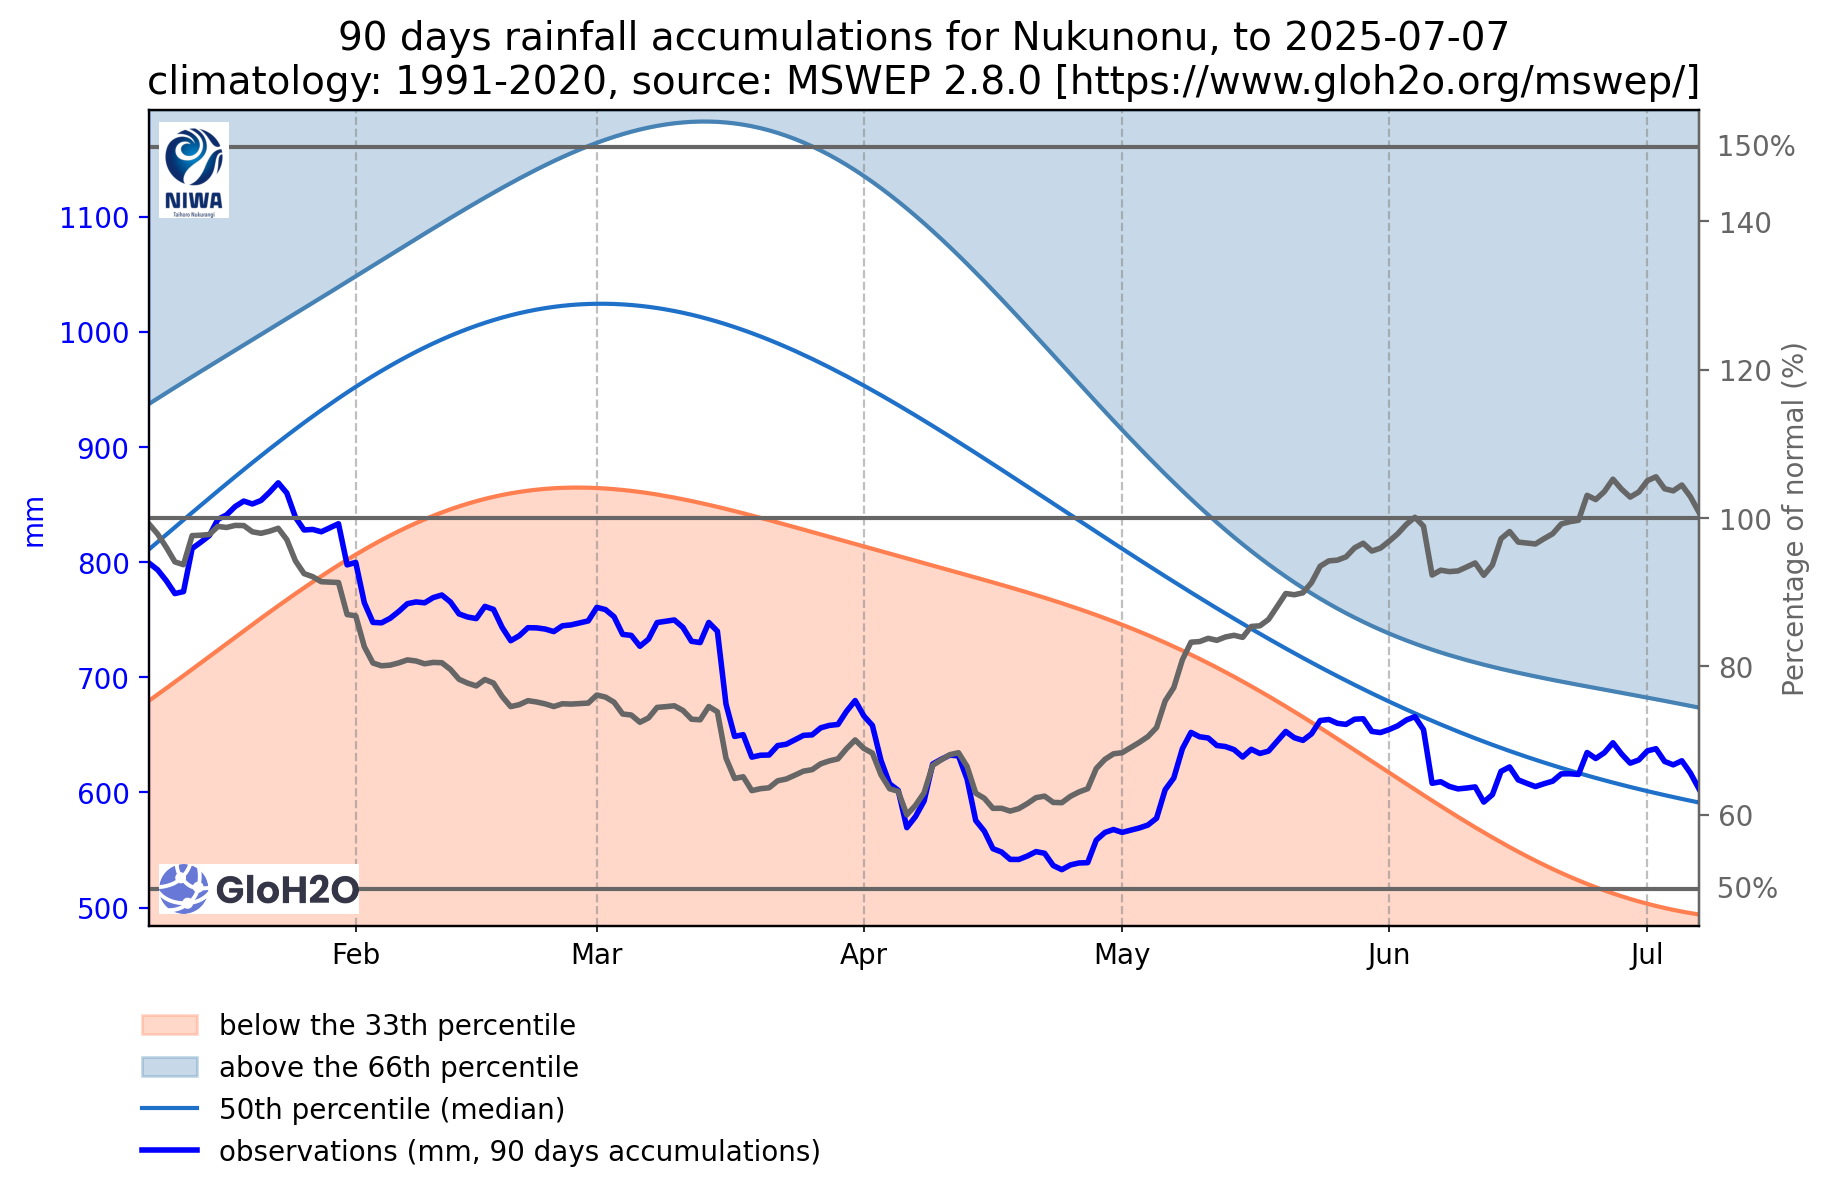 90 days rainfall accumulations for Nukunonu, to 2025-07-07
climatology: 1991-2020, source: MSWEP 2.8.0 [https://www.gloh2o.org/mswep/]
NIWA
Taihoro Nukurangi
1100
1000
900
800
700
600
500
mm
150%
140
120
100
80
60
50%
Percentage of normal (%)
GloH2O
Feb Mar Apr May Jun Jul
below the 33th percentile
above the 66th percentile
50th percentile (median)
observations (mm, 90 days accumulations)